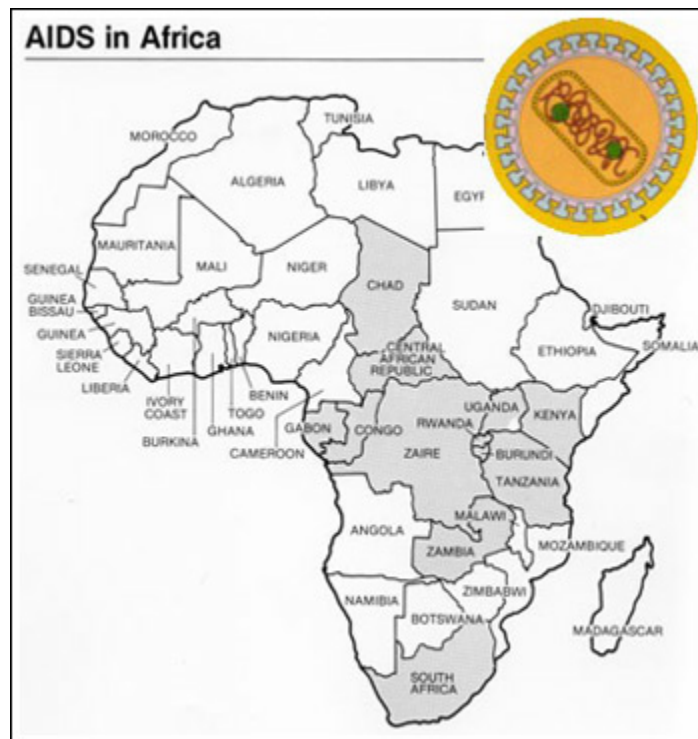 AIDS in Africa
TUNISIA
MOROCCO
ALGERIA
LIBYA
EGYP
MAURITANIA
MALI
NIGER
CHAD
SUDAN
SENEGAL
GUINEA
BISSAU
GUINEA
SIERRA
LEONE
LIBERIA
IVORY
COAST
BURKINA
GHANA
TOGO
BENIN
NIGERIA
CAMEROON
CENTRAL
AFRICAN
REPUBLIC
DJIBOUTI
ETHIOPIA
SOMALIA
GABON
CONGO
ZAIRE
UGANDA
KENYA
RWANDA
BURUNDI
TANZANIA
ANGOLA
MALAWI
ZAMBIA
MOZAMBIQUE
ZIMBABWI
NAMIBIA
BOTSWANA
MADAGASCAR
SOUTH
AFRICA